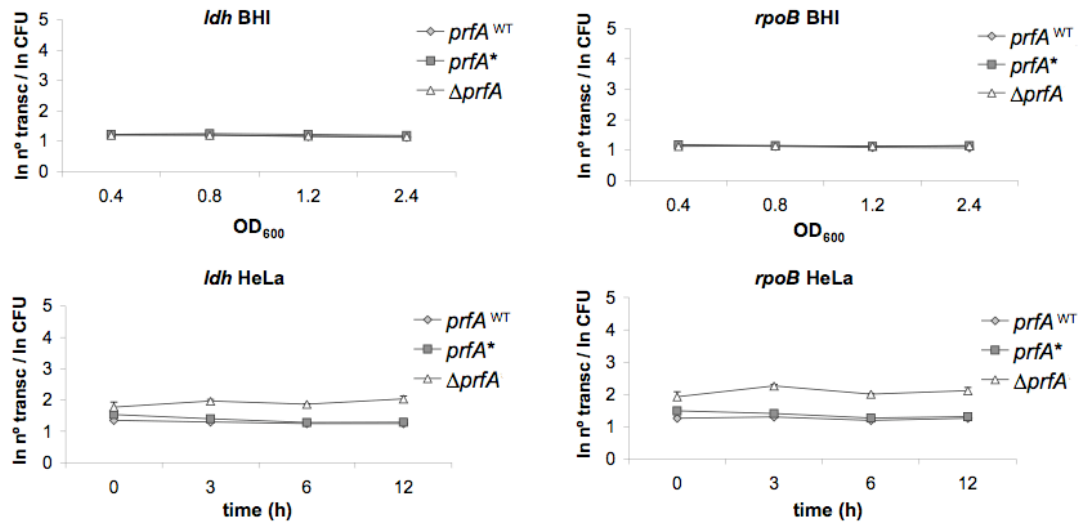 ldh BHI
ln nº transc / ln CFU
5
4
3
2
1
0
0.4 0.8 1.2 2.4
OD600
prfA WT
prfA*
ΔprfA
rpoB BHI
ln nº transc / ln CFU
5
4
3
2
1
0
0.4 0.8 1.2 2.4
OD600
prfA WT
prfA*
ΔprfA
ldh HeLa
ln nº transc / ln CFU
5
4
3
2
1
0
0 3 6 12
time (h)
prfA WT
prfA*
ΔprfA
rpoB HeLa
ln nº transc / ln CFU
5
4
3
2
1
0
0 3 6 12
time (h)
prfA WT
prfA*
ΔprfA